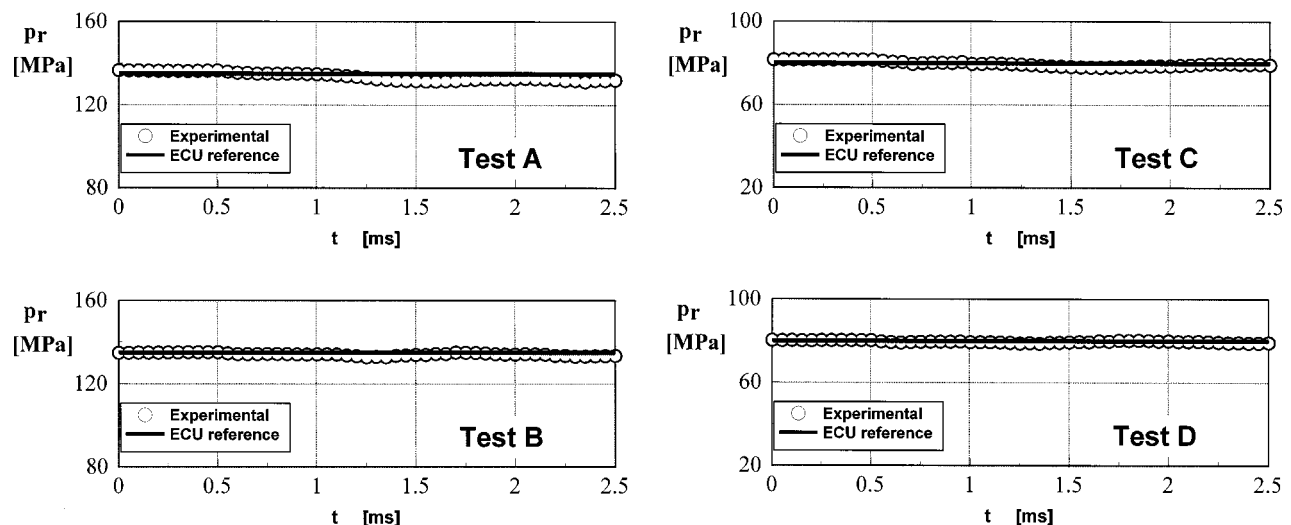 160
pr
[MPa]
120
Experimental
ECU reference
Test A
80
0 0.5 1 1.5 2 2.5
t [ms]
100
pr
[MPa]
60
Experimental
ECU reference
Test C
20
0 0.5 1 1.5 2 2.5
t [ms]
160
pr
[MPa]
120
Experimental
ECU reference
Test B
80
0 0.5 1 1.5 2 2.5
t [ms]
100
pr
[MPa]
60
Experimental
ECU reference
Test D
20
0 0.5 1 1.5 2 2.5
t [ms]